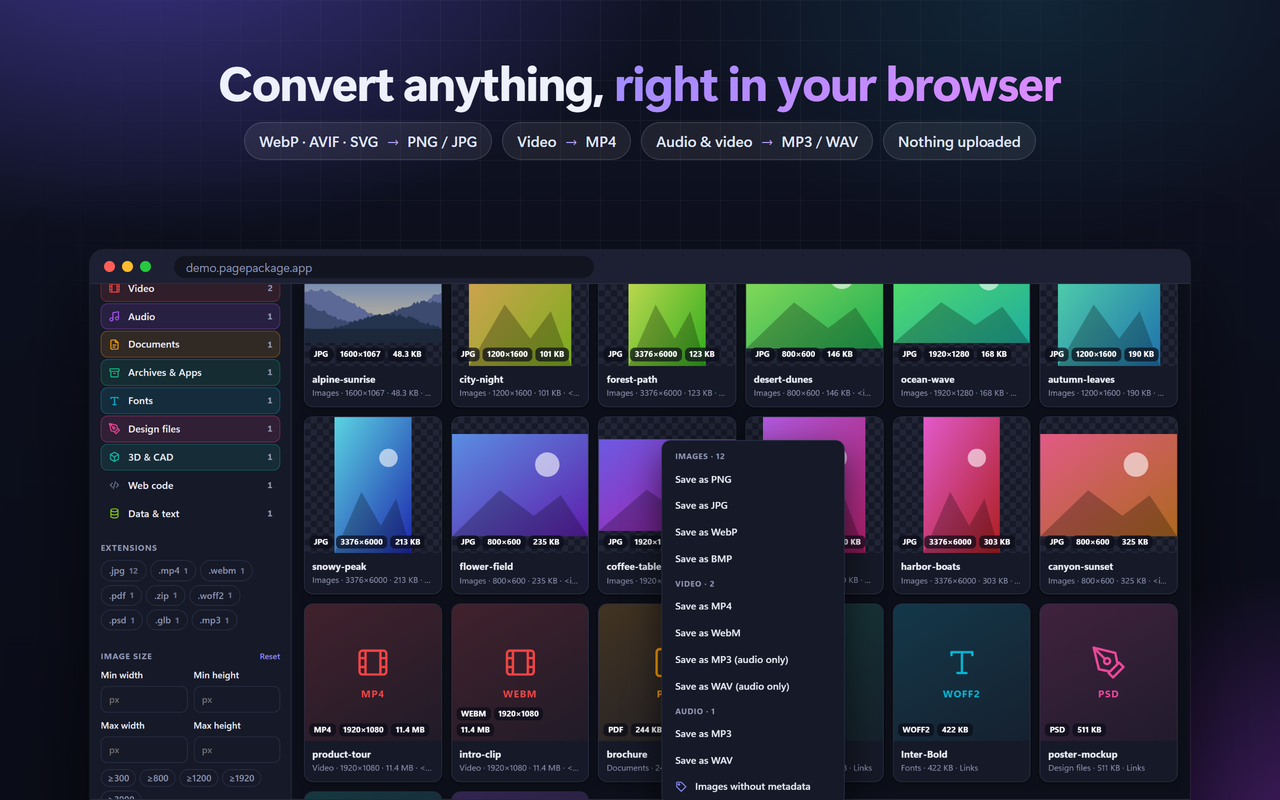 Convert anything, right in your browser
WebP · AVIF · SVG → PNG / JPG
Video → MP4
Audio & video → MP3 / WAV
Nothing uploaded
demo.pagepackage.app
Video 2
Audio 1
Documents 1
Archives & Apps 1
Fonts 1
Design files 1
3D & CAD 1
Web code 1
Data & text 1
EXTENSIONS
.jpg 12 .mp4 1 .webm 1
.pdf 1 .zip 1 .woff2 1
.psd 1 .glb 1 .mp3 1
IMAGE SIZE Reset
Min width Min height
px px
Max width Max height
px px
≥300 ≥800 ≥1200 ≥1920
JPG 1600×1067 48.3 KB
alpine-sunrise
Images · 1600×1067 · 48.3 KB · ...
JPG 1200×1600 101 KB
city-night
Images · 1200×1600 · 101 KB · <...
JPG 3376×6000 123 KB
forest-path
Images · 3376×6000 · 123 KB · ...
JPG 800×600 146 KB
desert-dunes
Images · 800×600 · 146 KB · <i...
JPG 1920×1280 168 KB
ocean-wave
Images · 1920×1280 · 168 KB · ...
JPG 1200×1600 190 KB
autumn-leaves
Images · 1200×1600 · 190 KB · ...
JPG 3376×6000 213 KB
snowy-peak
Images · 3376×6000 · 213 KB · ...
JPG 800×600 235 KB
flower-field
Images · 800×600 · 235 KB · <i...
JPG 1920×1
coffee-table
Images · 1920×
KB
KB · ...
JPG 3376×6000 303 KB
harbor-boats
Images · 3376×6000 · 303 KB · ...
JPG 800×600 325 KB
canyon-sunset
Images · 800×600 · 325 KB · <i...
MP4
MP4 1920×1080 11.4 MB
product-tour
Video · 1920×1080 · 11.4 MB · <...
WEBM
WEBM 1920×1080
11.4 MB
intro-clip
Video · 1920×1080 · 11.4 MB · <...
PDF 244 KB
brochure
Documents · 24
· Links
WOFF2
WOFF2 422 KB
Inter-Bold
Fonts · 422 KB · Links
PSD
PSD 511 KB
poster-mockup
Design files · 511 KB · Links
IMAGES · 12
Save as PNG
Save as JPG
Save as WebP
Save as BMP
VIDEO · 2
Save as MP4
Save as WebM
Save as MP3 (audio only)
Save as WAV (audio only)
AUDIO · 1
Save as MP3
Save as WAV
Images without metadata